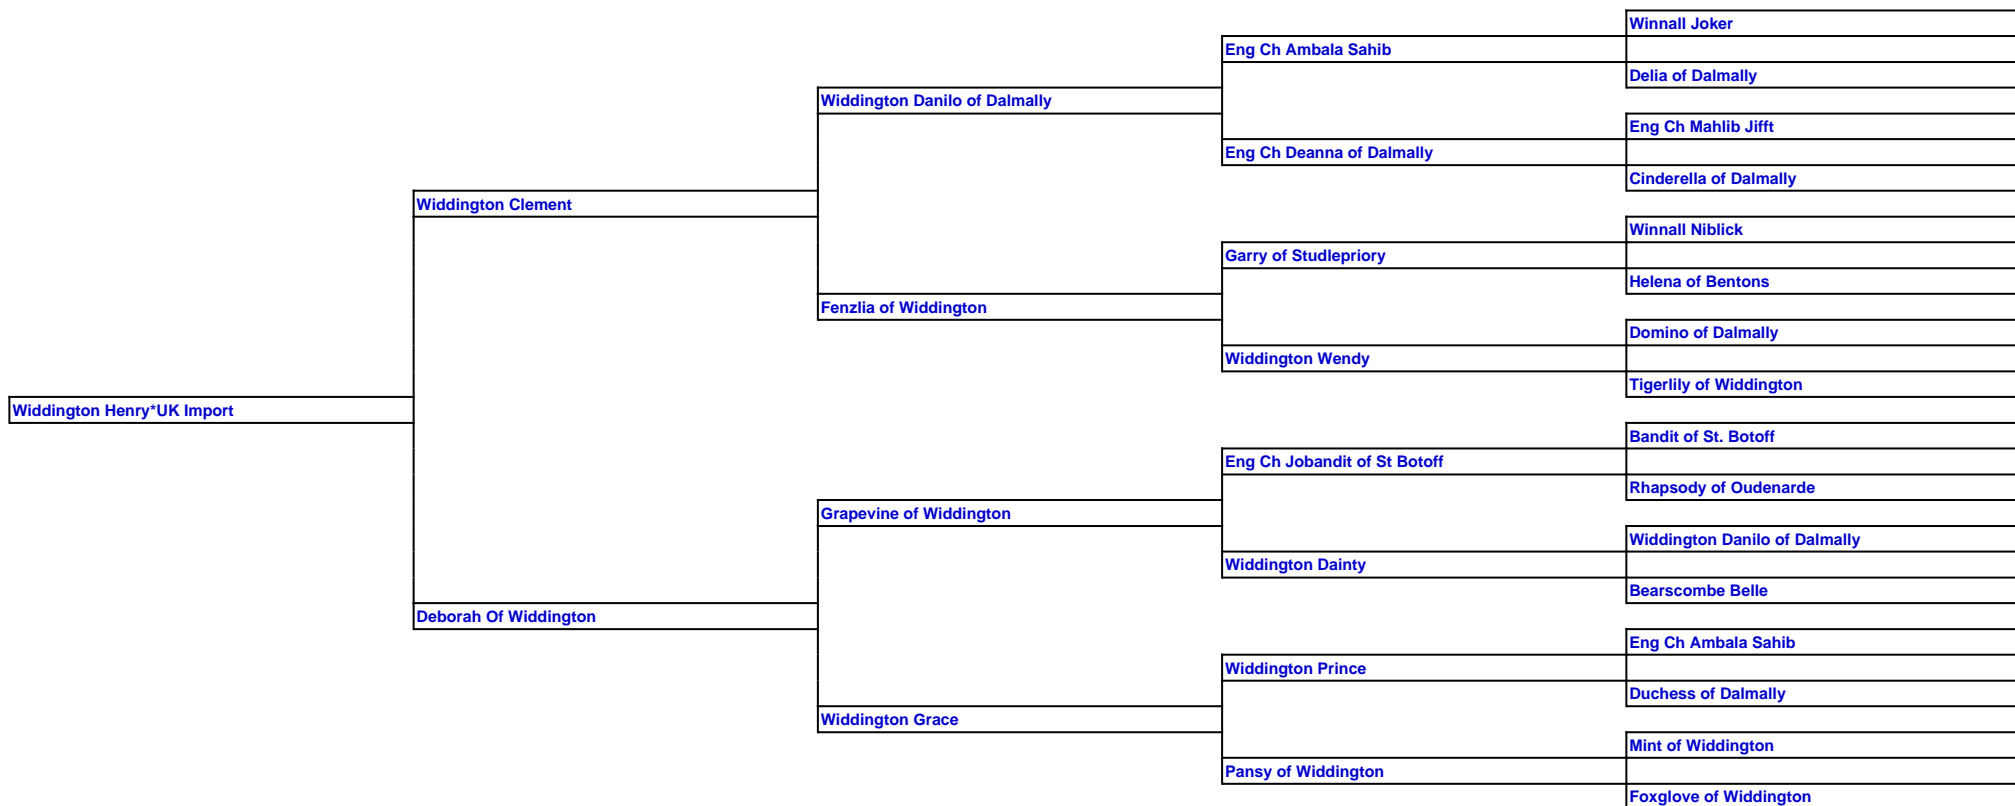 Winnall Joker
Eng Ch Ambala Sahib
Delia of Dalmally
Widdington Danilo of Dalmally
Eng Ch Mahlib Jifft
Eng Ch Deanna of Dalmally
Cinderella of Dalmally
Widdington Clement
Winnall Niblick
Garry of Studlepriory
Helena of Bentons
Fenzlia of Widdington
Domino of Dalmally
Widdington Wendy
Tigerlily of Widdington
Widdington Henry*UK Import
Bandit of St. Botoff
Eng Ch Jobandit of St Botoff
Rhapsody of Oudenarde
Grapevine of Widdington
Widdington Danilo of Dalmally
Widdington Dainty
Bearscombe Belle
Deborah Of Widdington
Eng Ch Ambala Sahib
Widdington Prince
Duchess of Dalmally
Widdington Grace
Mint of Widdington
Pansy of Widdington
Foxglove of Widdington